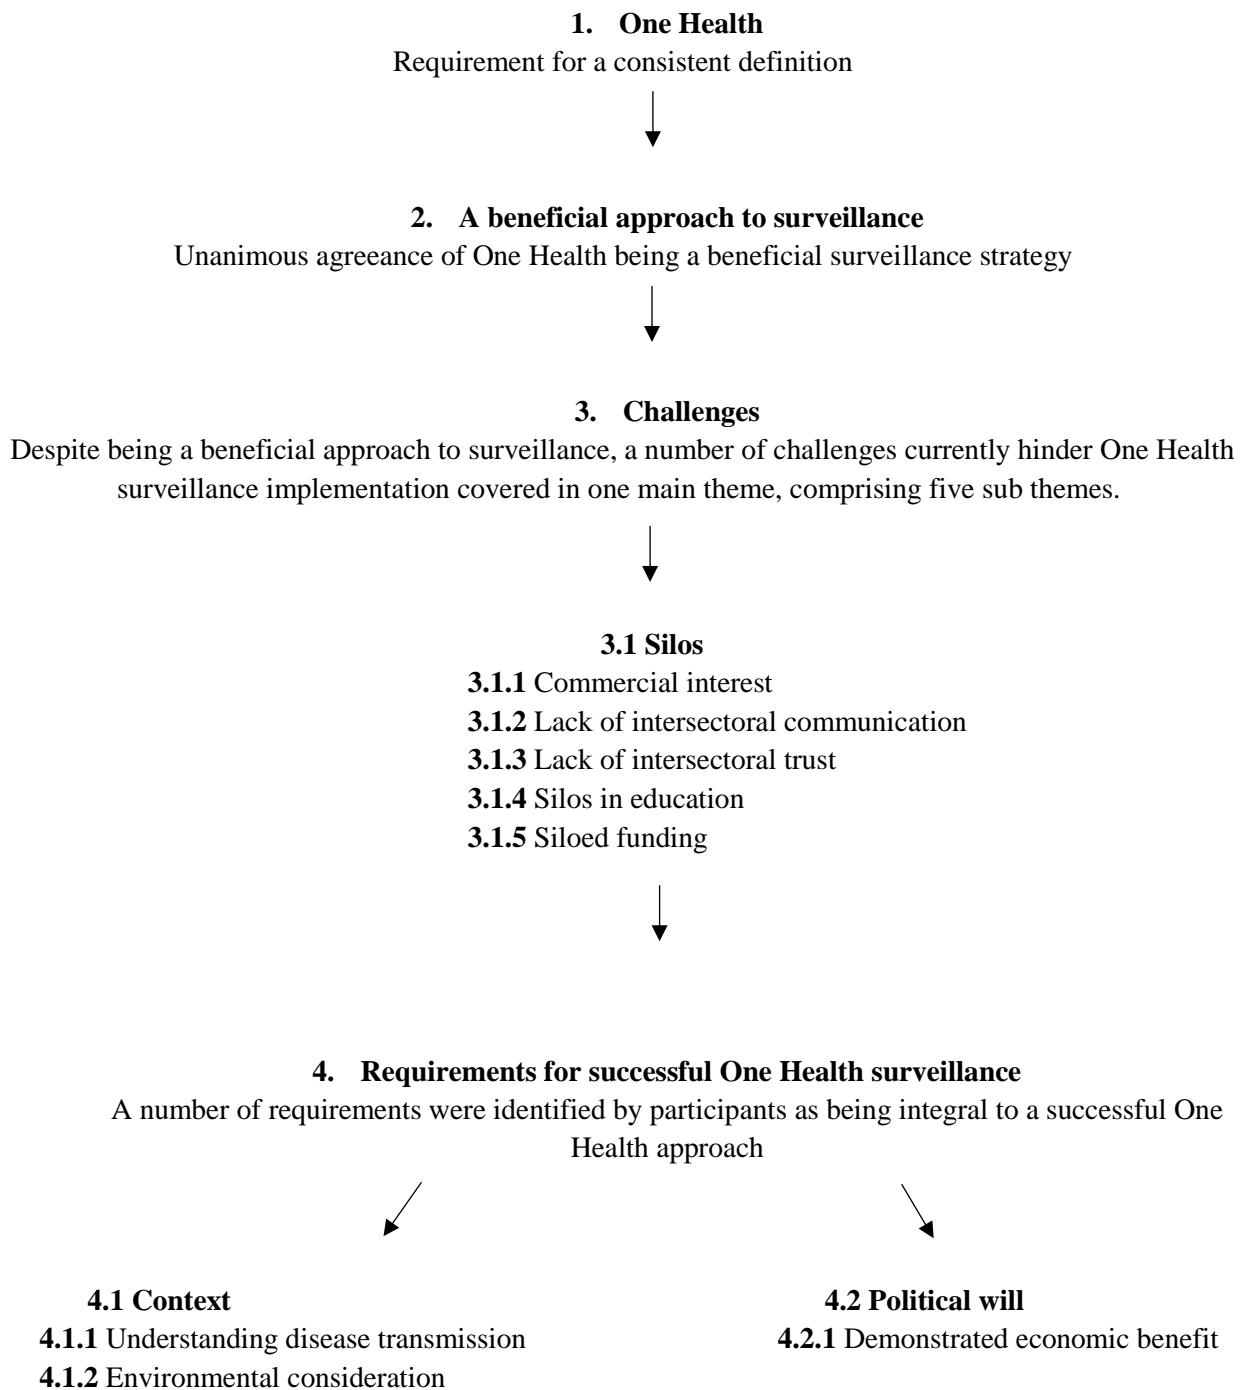 1. One Health
Requirement for a consistent definition
2. A beneficial approach to surveillance
Unanimous agreeance of One Health being a beneficial surveillance strategy
3. Challenges
Despite being a beneficial approach to surveillance, a number of challenges currently hinder One Health
surveillance implementation covered in one main theme, comprising five sub themes.
3.1 Silos
3.1.1 Commercial interest
3.1.2 Lack of intersectoral communication
3.1.3 Lack of intersectoral trust
3.1.4 Silos in education
3.1.5 Siloed funding
4. Requirements for successful One Health surveillance
A number of requirements were identified by participants as being integral to a successful One
Health approach
4.1 Context
4.1.1 Understanding disease transmission
4.1.2 Environmental consideration
4.2 Political will
4.2.1 Demonstrated economic benefit